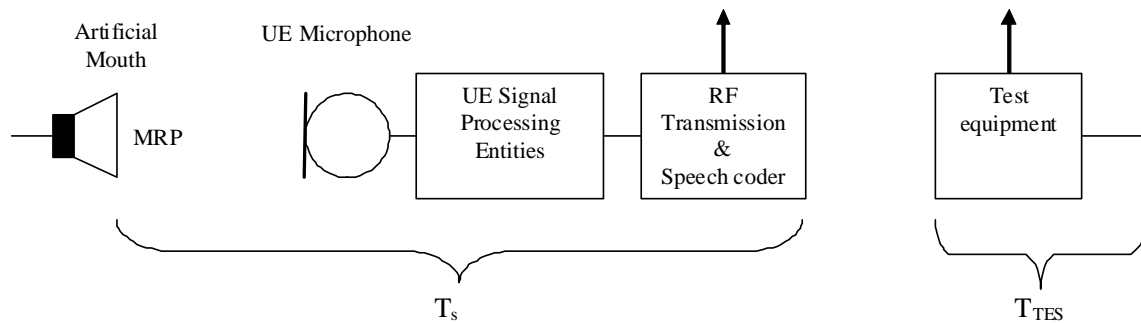 Artificial
Mouth
UE Microphone
MRP
UE Signal
Processing
Entities
RF
Transmission
&
Speech coder
Test
equipment
Ts
TTES